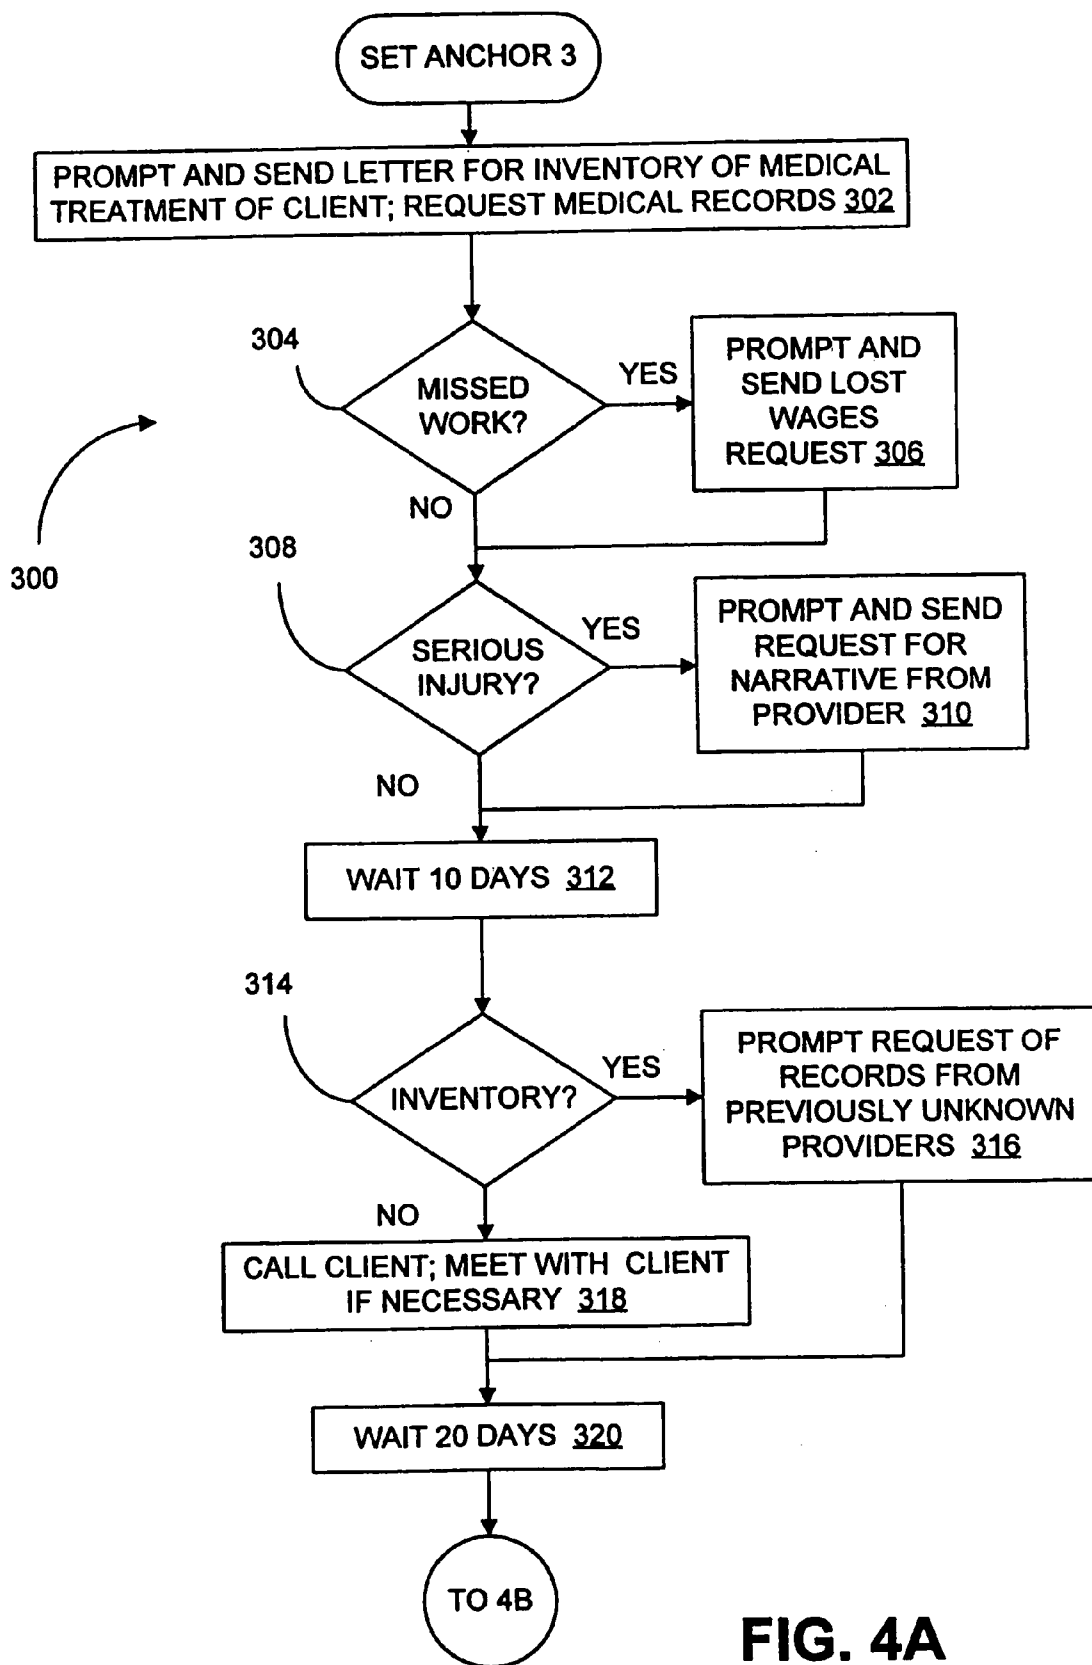 SET ANCHOR 3
PROMPT AND SEND LETTER FOR INVENTORY OF MEDICAL
TREATMENT OF CLIENT; REQUEST MEDICAL RECORDS 302
304
MISSED
WORK?
YES
PROMPT AND
SEND LOST
WAGES
REQUEST 306
NO
300
308
SERIOUS
INJURY?
YES
PROMPT AND SEND
REQUEST FOR
NARRATIVE FROM
PROVIDER 310
NO
WAIT 10 DAYS 312
314
INVENTORY?
YES
PROMPT REQUEST OF
RECORDS FROM
PREVIOUSLY UNKNOWN
PROVIDERS 316
NO
CALL CLIENT; MEET WITH CLIENT
IF NECESSARY 318
WAIT 20 DAYS 320
TO 4B
FIG. 4A